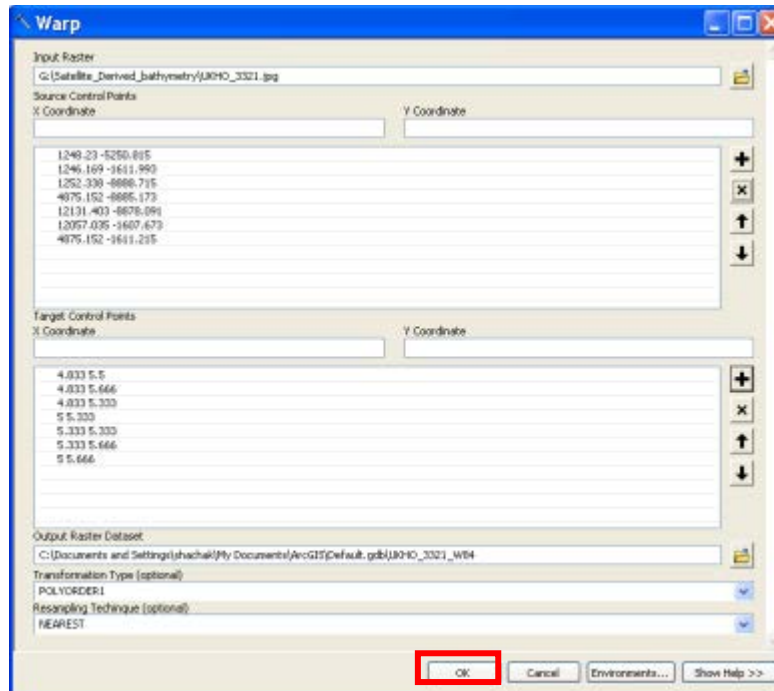 Warp
Input Raster
G:\Satellite_Derived_bathymetry\UKHO_3321.jpg
Source Control Points
X Coordinate Y Coordinate
1248.23 -5250.815
1246.169 -1611.993
1252.338 -8888.715
4875.152 -8885.173
12131.403 -8878.091
12057.035 -1607.673
4875.152 -1611.215
Target Control Points
X Coordinate Y Coordinate
4.833 5.5
4.833 5.666
4.833 5.333
5 5.333
5.333 5.333
5.333 5.666
5 5.666
Output Raster Dataset
C:\Documents and Settings\shachak\My Documents\ArcGIS\Default.gdb\UKHO_3321_W84
Transformation Type (optional)
POLYORDER1
Resampling Technique (optional)
NEAREST
OK Cancel Environments... Show Help >>